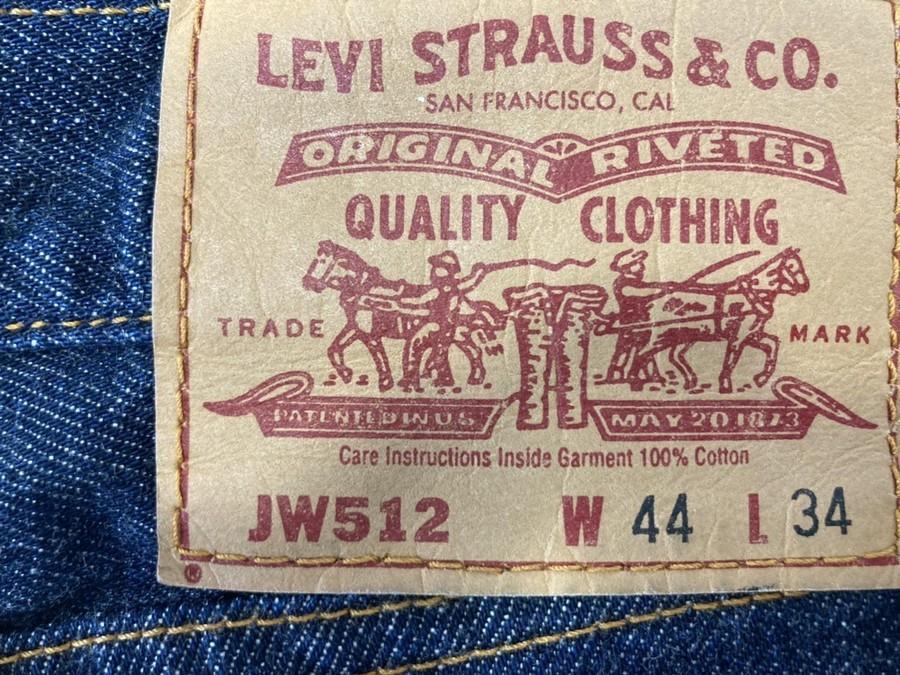 LEVI STRAUSS & CO.
SAN FRANCISCO, CAL
ORIGINAL RIVETED
QUALITY CLOTHING
TRADE MARK
PATENTED IN U S MAY 20 1873
Care Instructions Inside Garment 100% Cotton
JW512 W 44 L 34
®